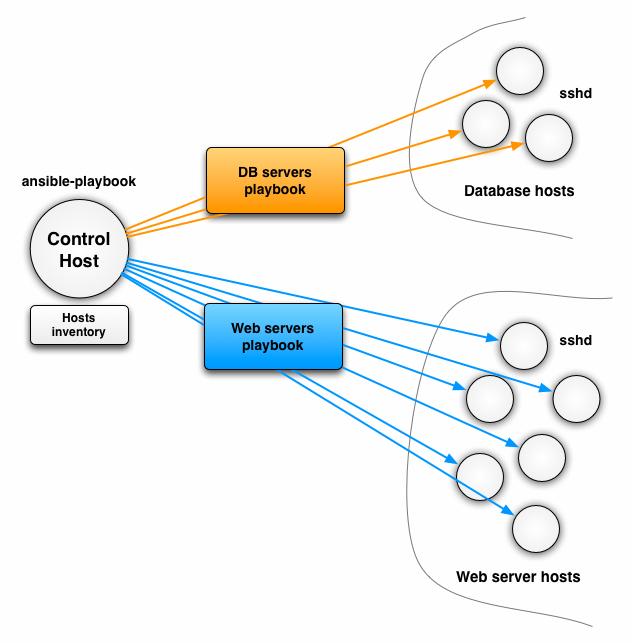 ansible-playbook
Control
Host
Hosts
inventory
DB servers
playbook
sshd
Database hosts
Web servers
playbook
sshd
Web server hosts